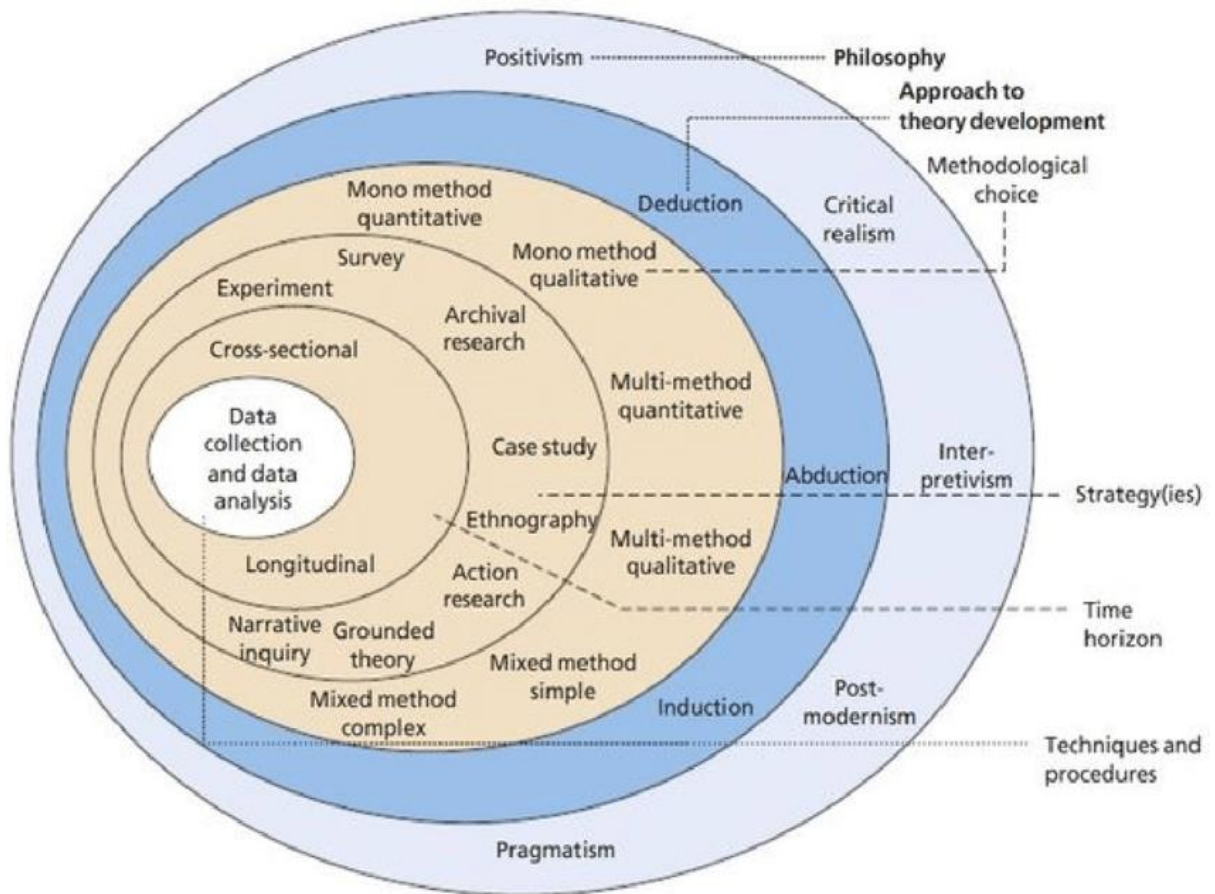 Positivism
Philosophy
Approach to
theory development
Methodological
choice
Mono method
quantitative
Deduction
Critical
realism
Survey
Mono method
qualitative
Experiment
Archival
research
Cross-sectional
Multi-method
quantitative
Data
collection
and data
analysis
Case study
Abduction
Inter-
pretivism
Strategy(ies)
Ethnography
Multi-method
qualitative
Longitudinal
Action
research
Time
horizon
Narrative
inquiry
Grounded
theory
Mixed method
simple
Mixed method
complex
Induction
Post-
modernism
Techniques and
procedures
Pragmatism